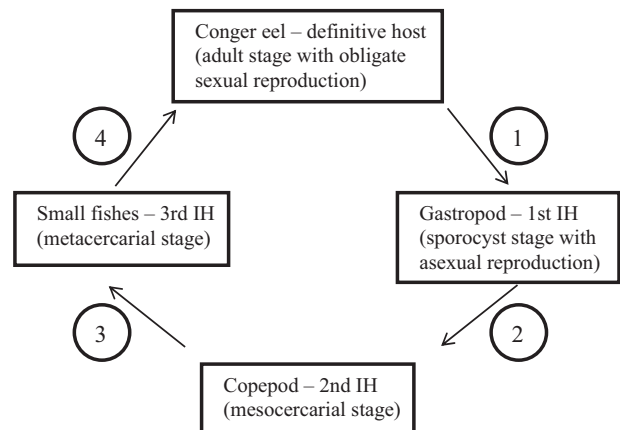 Conger eel – definitive host
(adult stage with obligate
sexual reproduction)
4
1
Small fishes – 3rd IH
(metacercarial stage)
Gastropod – 1st IH
(sporocyst stage with
asexual reproduction)
3
2
Copepod – 2nd IH
(mesocercarial stage)